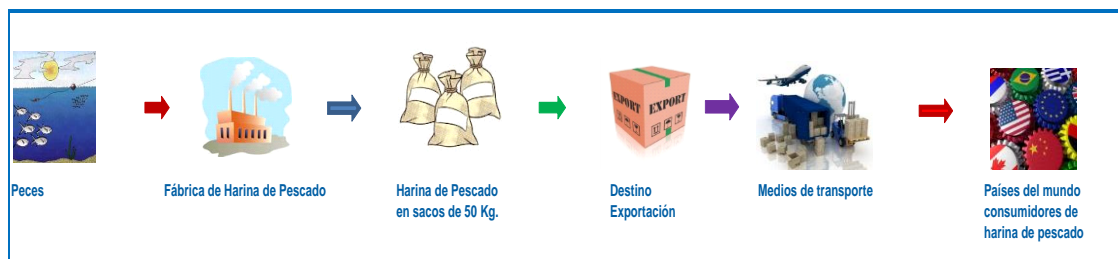 EXPORT EXPORT
Peces
Fábrica de Harina de Pescado
Harina de Pescado
en sacos de 50 Kg.
Destino
Exportación
Medios de transporte
Países del mundo
consumidores de
harina de pescado